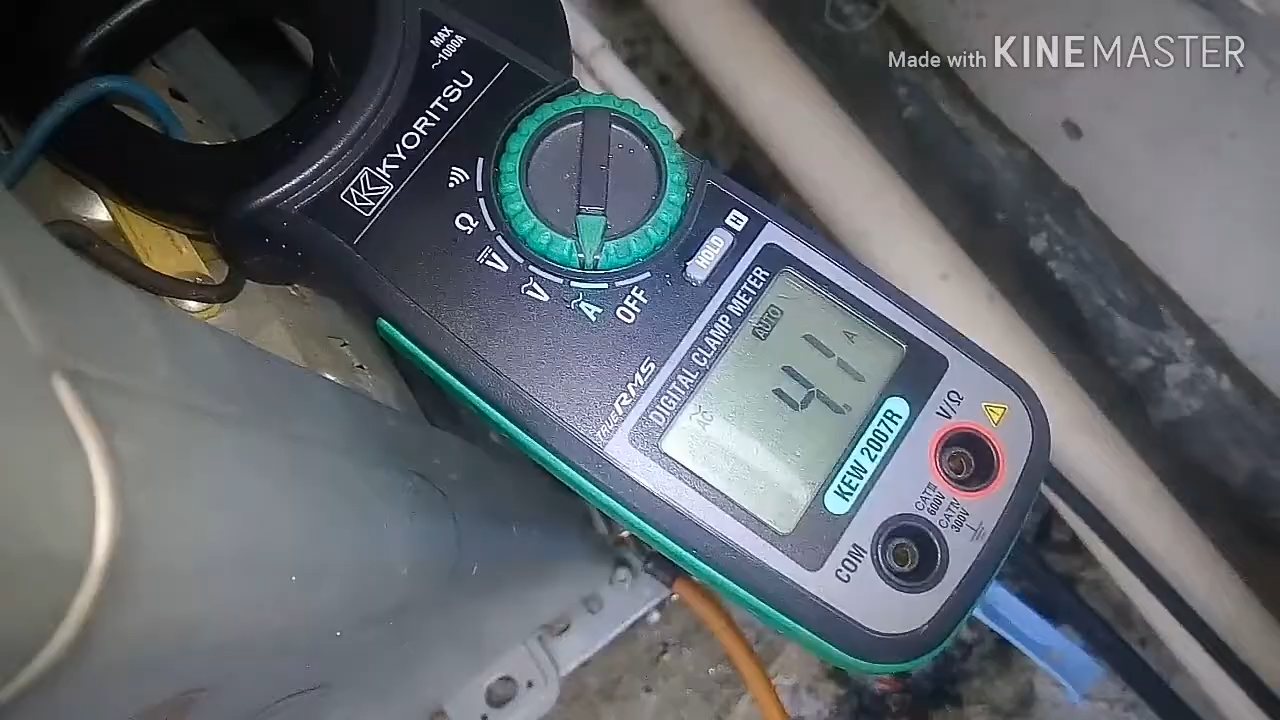 Made with KINEMASTER
MAX
~1000A
KYORITSU
Ω
V
V
A
OFF
HOLD
H
TRUE RMS
DIGITAL CLAMP METER
AUTO
AC
4.1 A
KEW 2007R
V/Ω
CAT III
600V
CAT IV
300V
COM